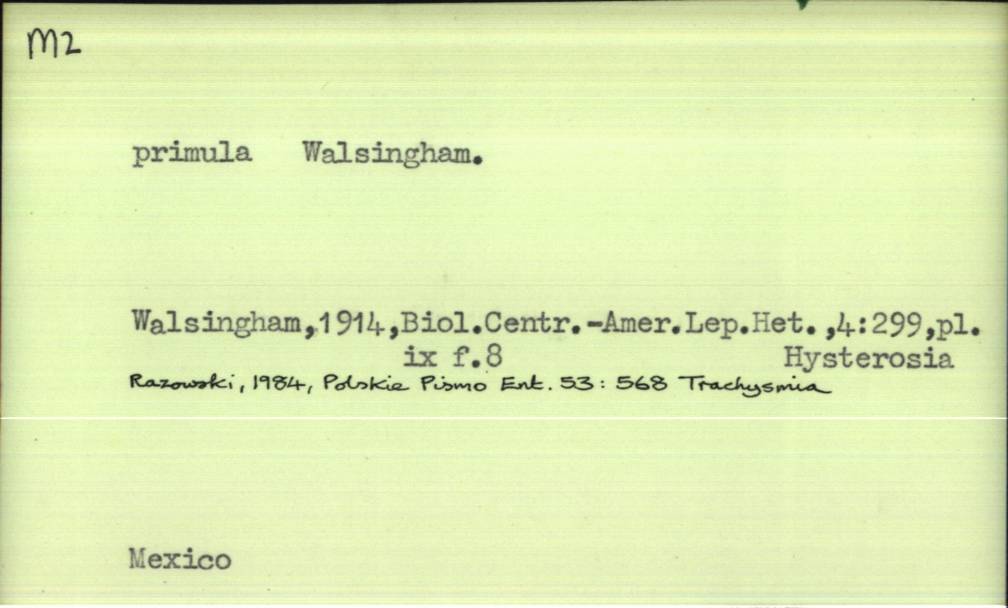 M2
primula Walsingham.
Walsingham,1914,Biol.Centr.-Amer.Lep.Het.,4:299,pl.
ix f.8 Hysterosia
Razowski, 1984, Polskie Pismo Ent. 53: 568 Trachysmia
Mexico